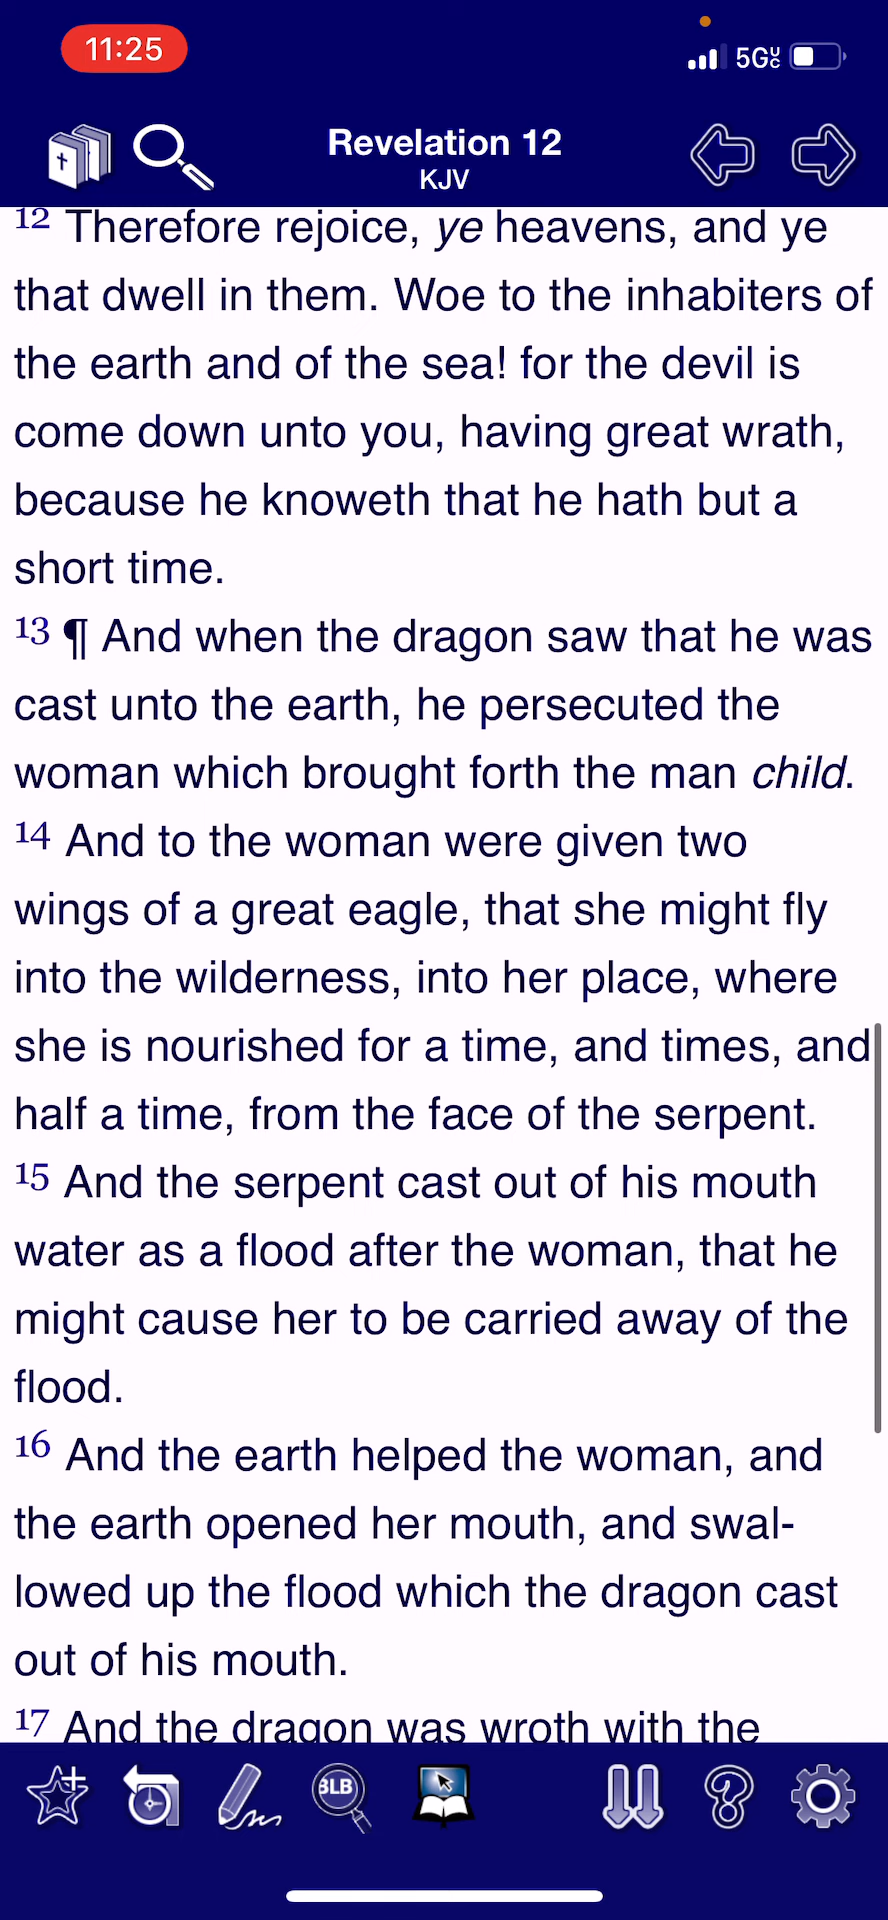 11:25
5GUC
Revelation 12
KJV
12 Therefore rejoice, ye heavens, and ye
that dwell in them. Woe to the inhabiters of
the earth and of the sea! for the devil is
come down unto you, having great wrath,
because he knoweth that he hath but a
short time.
13 ¶ And when the dragon saw that he was
cast unto the earth, he persecuted the
woman which brought forth the man child.
14 And to the woman were given two
wings of a great eagle, that she might fly
into the wilderness, into her place, where
she is nourished for a time, and times, and
half a time, from the face of the serpent.
15 And the serpent cast out of his mouth
water as a flood after the woman, that he
might cause her to be carried away of the
flood.
16 And the earth helped the woman, and
the earth opened her mouth, and swal-
lowed up the flood which the dragon cast
out of his mouth.
17 And the dragon was wroth with the
BLB